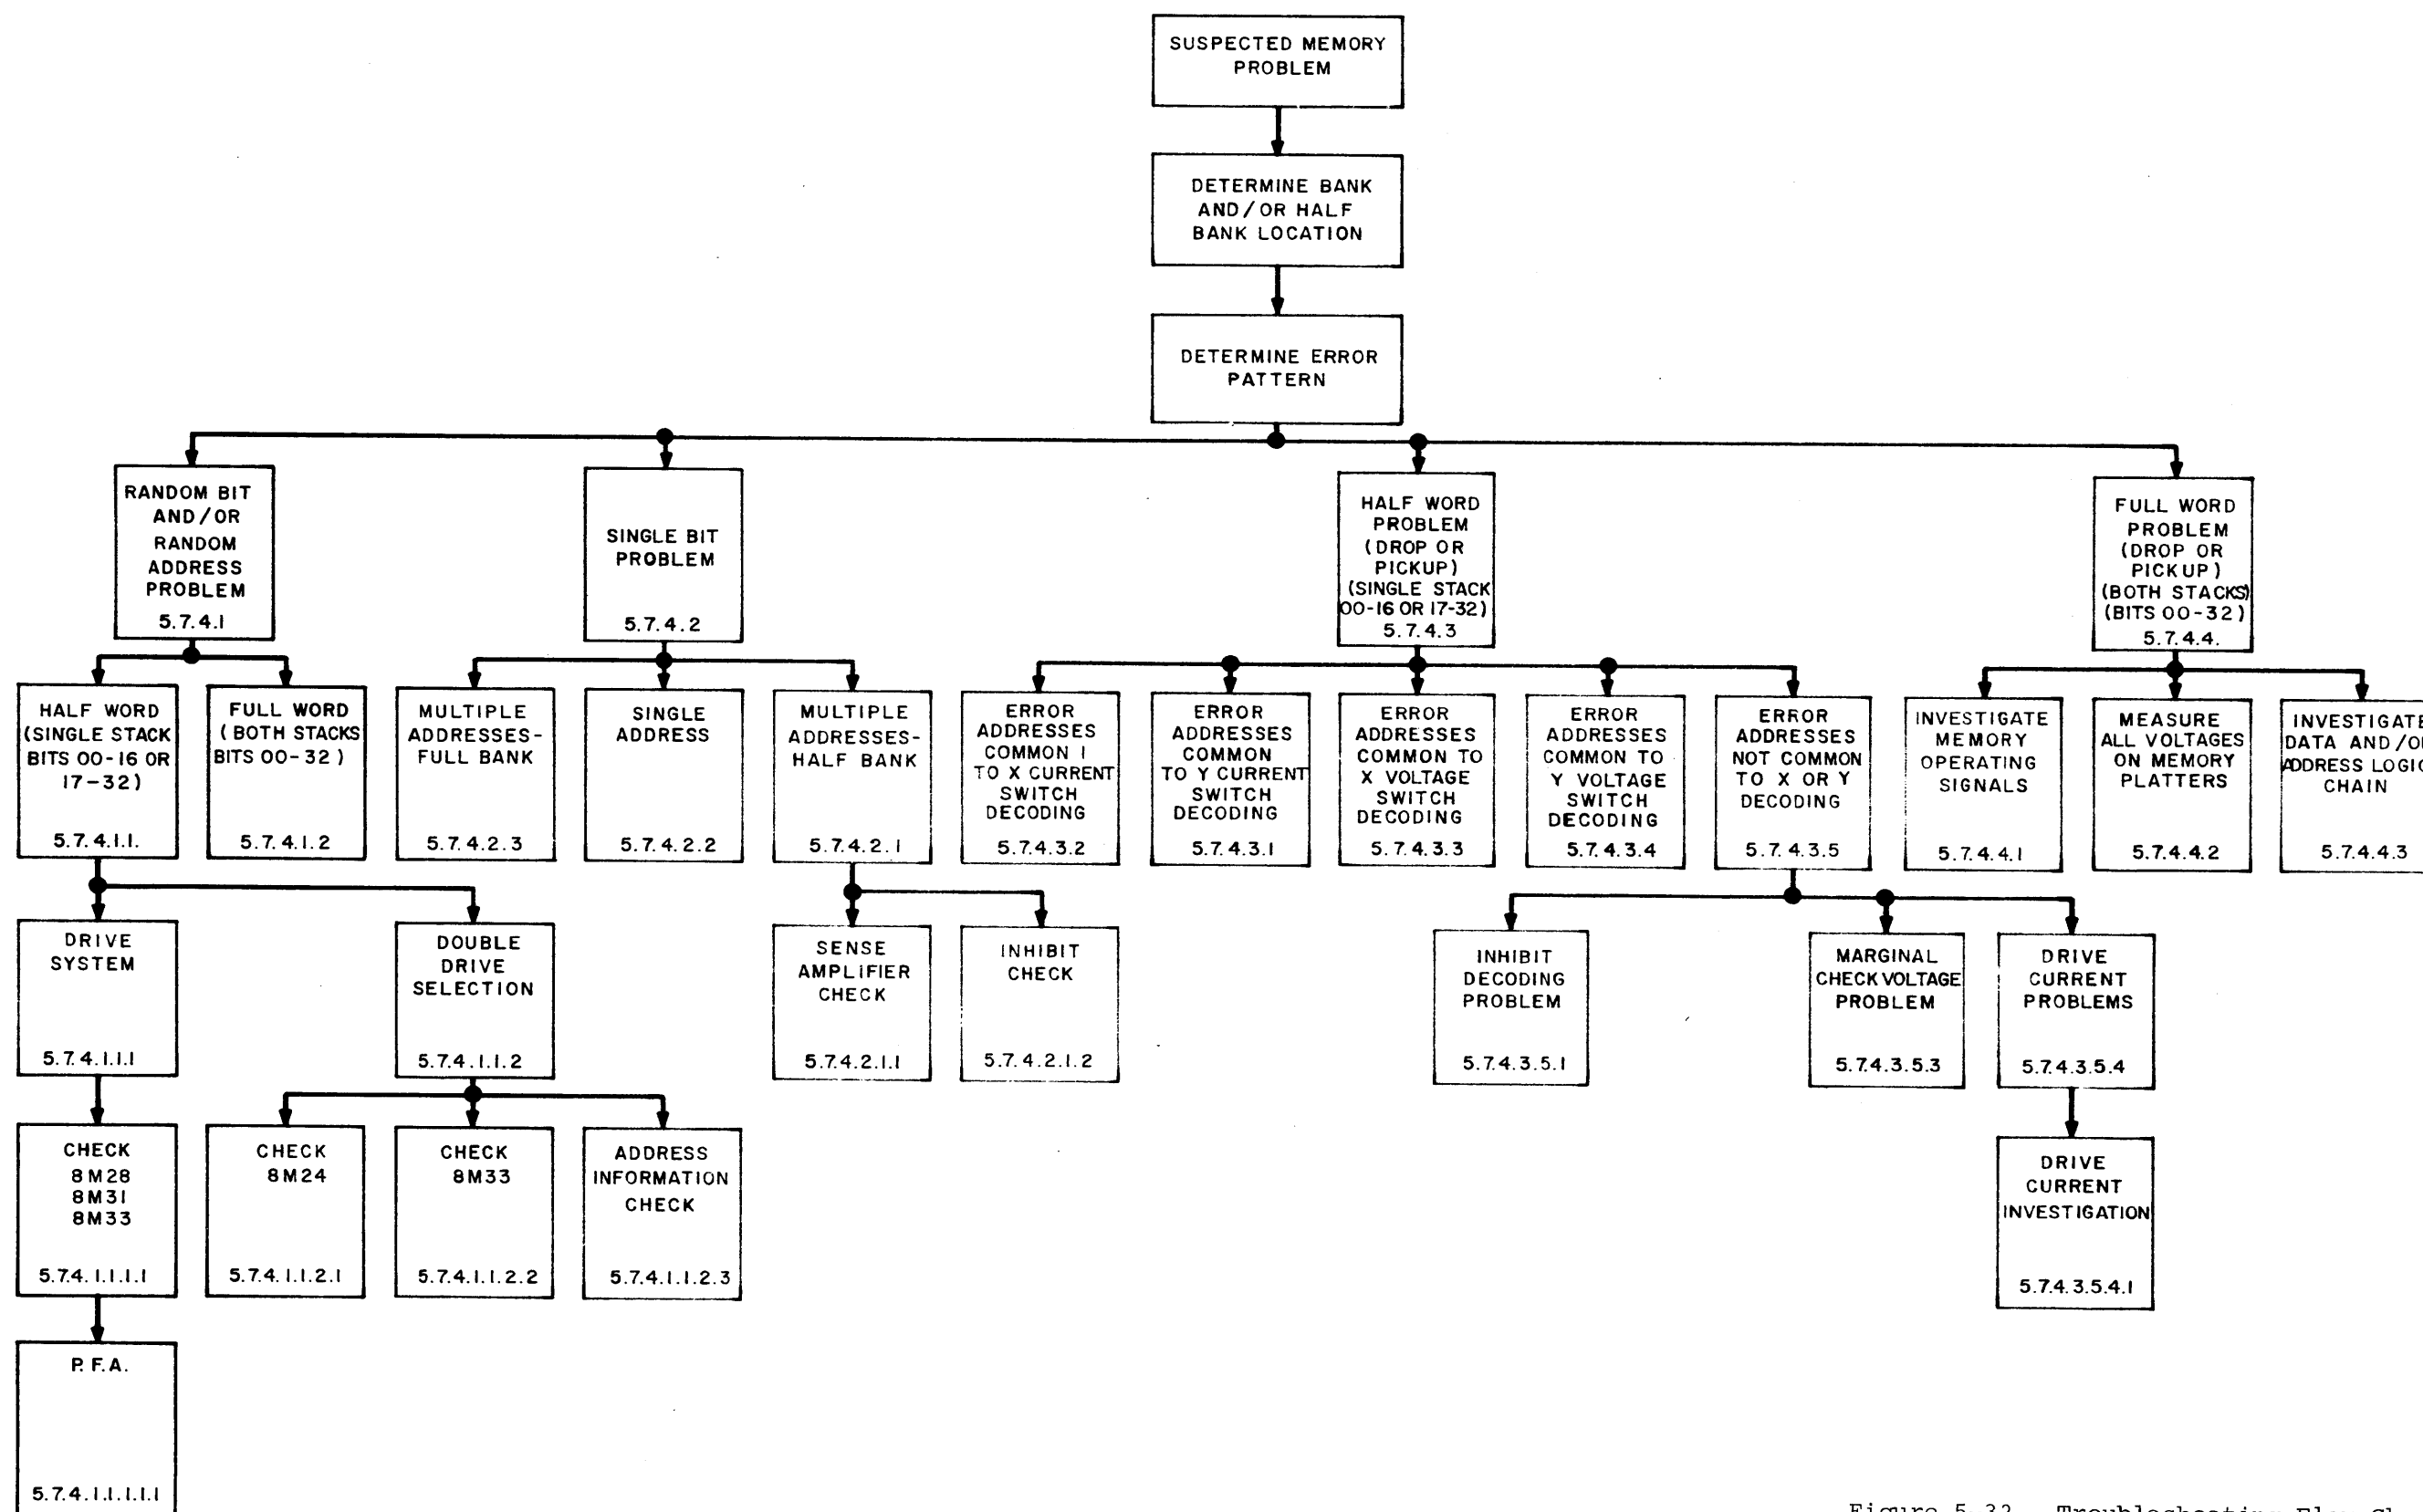 SUSPECTED MEMORY
PROBLEM
DETERMINE BANK
AND/OR HALF
BANK LOCATION
DETERMINE ERROR
PATTERN
RANDOM BIT
AND/OR
RANDOM
ADDRESS
PROBLEM
5.7.4.1
SINGLE BIT
PROBLEM
5.7.4.2
HALF WORD
PROBLEM
(DROP OR
PICKUP)
(SINGLE STACK
00-16 OR 17-32)
5.7.4.3
FULL WORD
PROBLEM
(DROP OR
PICKUP)
(BOTH STACKS)
(BITS 00-32)
5.7.4.4.
HALF WORD
(SINGLE STACK
BITS 00-16 OR
17-32)
5.7.4.1.1.
FULL WORD
(BOTH STACKS
BITS 00-32)
5.7.4.1.2
MULTIPLE
ADDRESSES-
FULL BANK
5.7.4.2.3
SINGLE
ADDRESS
5.7.4.2.2
MULTIPLE
ADDRESSES-
HALF BANK
5.7.4.2.1
ERROR
ADDRESSES
COMMON I
TO X CURRENT
SWITCH
DECODING
5.7.4.3.2
ERROR
ADDRESSES
COMMON
TO Y CURRENT
SWITCH
DECODING
5.7.4.3.1
ERROR
ADDRESSES
COMMON TO
X VOLTAGE
SWITCH
DECODING
5.7.4.3.3
ERROR
ADDRESSES
COMMON TO
Y VOLTAGE
SWITCH
DECODING
5.7.4.3.4
ERROR
ADDRESSES
NOT COMMON
TO X OR Y
DECODING
5.7.4.3.5
INVESTIGATE
MEMORY
OPERATING
SIGNALS
5.7.4.4.1
MEASURE
ALL VOLTAGES
ON MEMORY
PLATTERS
5.7.4.4.2
INVESTIGATE
DATA AND/OR
ADDRESS LOGIC
CHAIN
5.7.4.4.3
DRIVE
SYSTEM
5.7.4.1.1.1
DOUBLE
DRIVE
SELECTION
5.7.4.1.1.2
SENSE
AMPLIFIER
CHECK
5.7.4.2.1.1
INHIBIT
CHECK
5.7.4.2.1.2
INHIBIT
DECODING
PROBLEM
5.7.4.3.5.1
MARGINAL
CHECK VOLTAGE
PROBLEM
5.7.4.3.5.3
DRIVE
CURRENT
PROBLEMS
5.7.4.3.5.4
CHECK
8M28
8M31
8M33
5.7.4.1.1.1.1
CHECK
8M24
5.7.4.1.1.2.1
CHECK
8M33
5.7.4.1.1.2.2
ADDRESS
INFORMATION
CHECK
5.7.4.1.1.2.3
DRIVE
CURRENT
INVESTIGATION
5.7.4.3.5.4.1
P.F.A.
5.7.4.1.1.1.1.1
Figure 5-32 Troubleshooting Flow